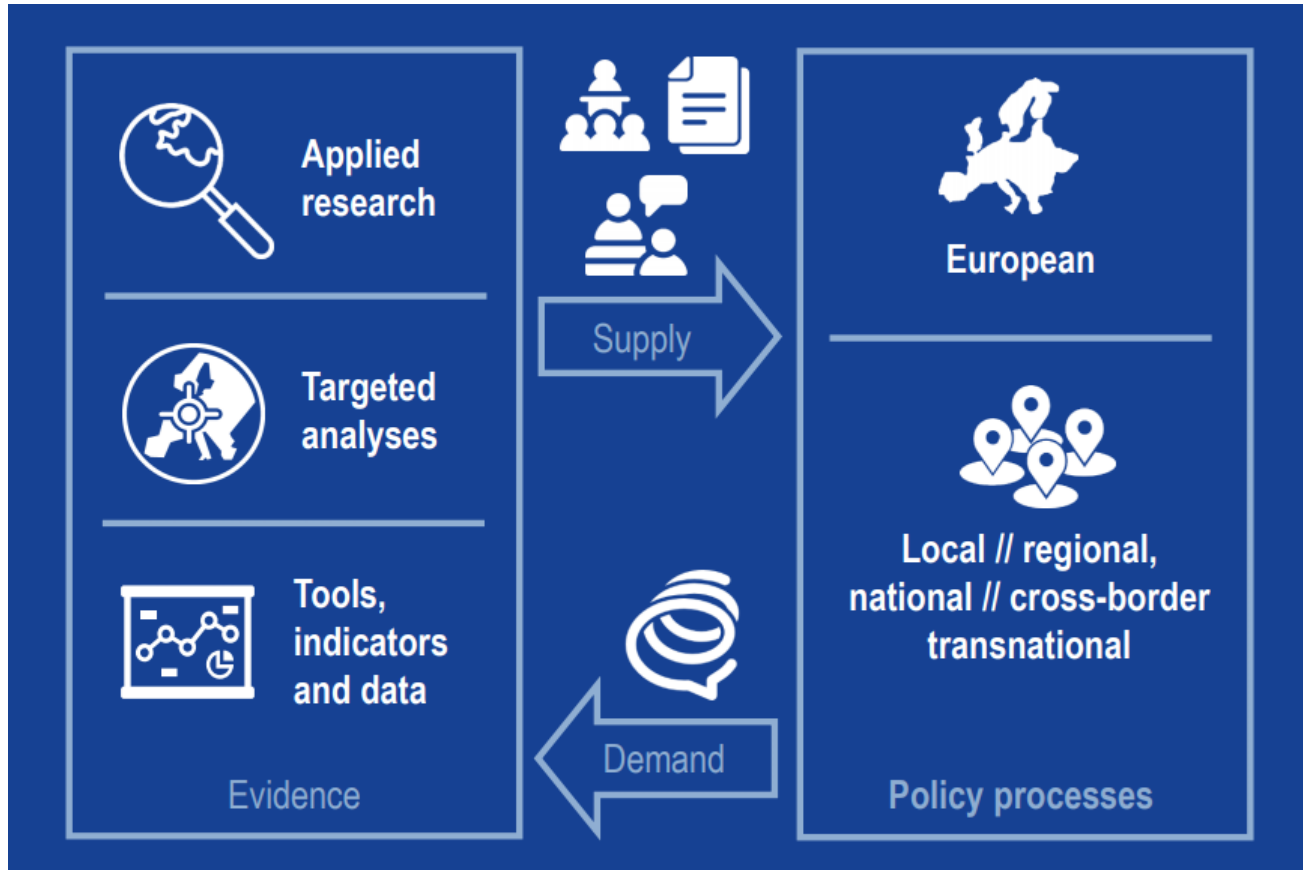 Applied
research
Targeted
analyses
Tools,
indicators
and data
Evidence
Supply
Demand
European
Local // regional,
national // cross-border
transnational
Policy processes